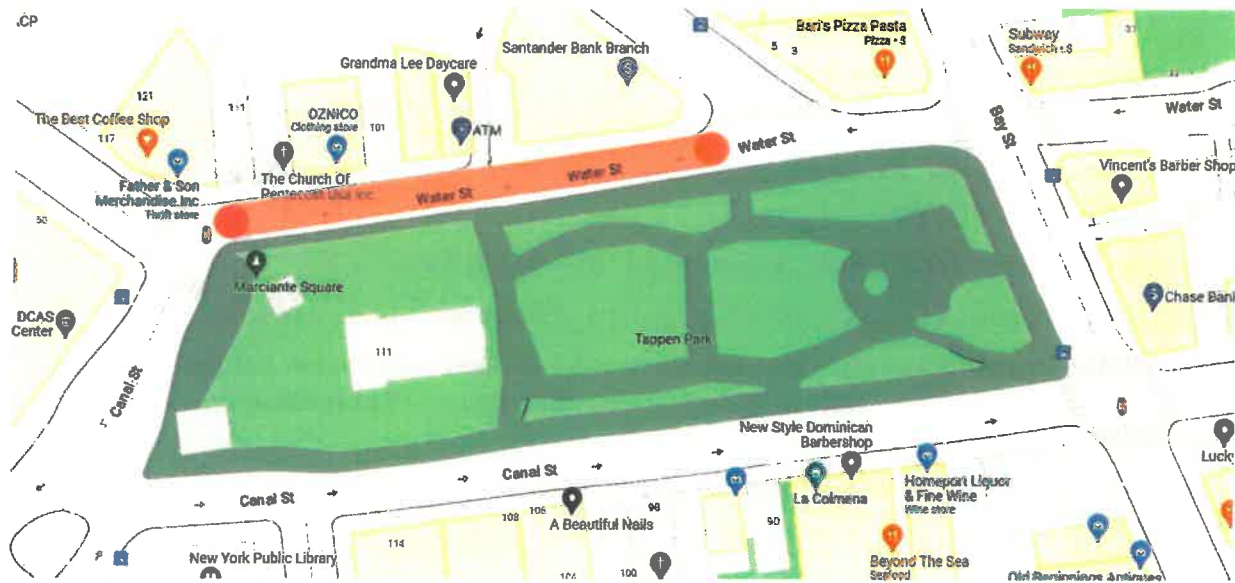 .CP
121
The Best Coffee Shop
117
Father & Son
Merchandise.Inc
Thrift store
OZNICO
Clothing store
101
Grandma Lee Daycare
ATM
The Church Of
Santander Bank Branch
5 3
Bari's Pizza Pasta
Pizza • $
Subway
Sandwich • $
Water St
Water St
Water St
Water St
Bay St
Vincent's Barber Shop
Chase Bank
50
DCAS
Center
Marciante Square
111
Tappen Park
Canal St
Canal St
Canal St
New York Public Library
114
108
106
A Beautiful Nails
98
100
104
90
New Style Dominican
Barbershop
La Colmena
Homeport Liquor
& Fine Wine
Wine store
Beyond The Sea
Seafood
Old Beginnings Antiques
Luck